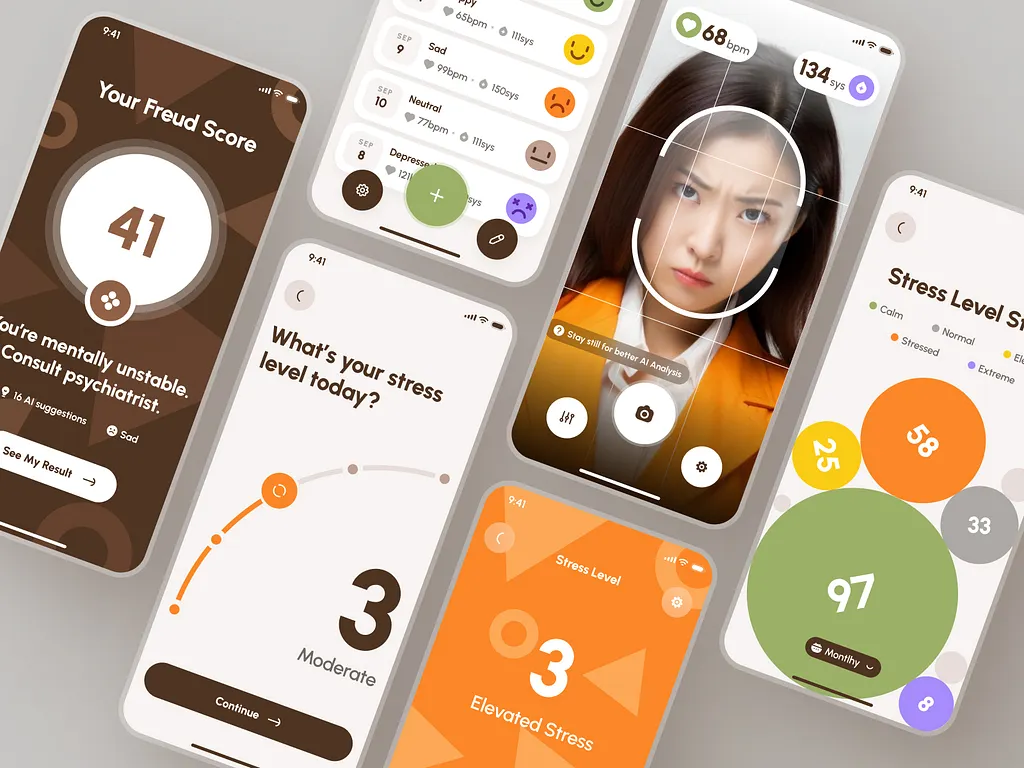 9:41
Your Freud Score
41
You're mentally unstable.
Consult psychiatrist.
16 AI suggestions
Sad
See My Result
65bpm · 111sys
SEP
9
Sad
99bpm · 150sys
SEP
10
Neutral
77bpm · 111sys
SEP
8
sys
9:41
What's your stress
level today?
3
Moderate
Continue
68 bpm
134 sys
Stay still for better AI Analysis
9:41
Stress Level
3
Elevated Stress
9:41
Stress Level
Calm
Normal
Stressed
Extreme
58
25
33
97
Montlhy
8